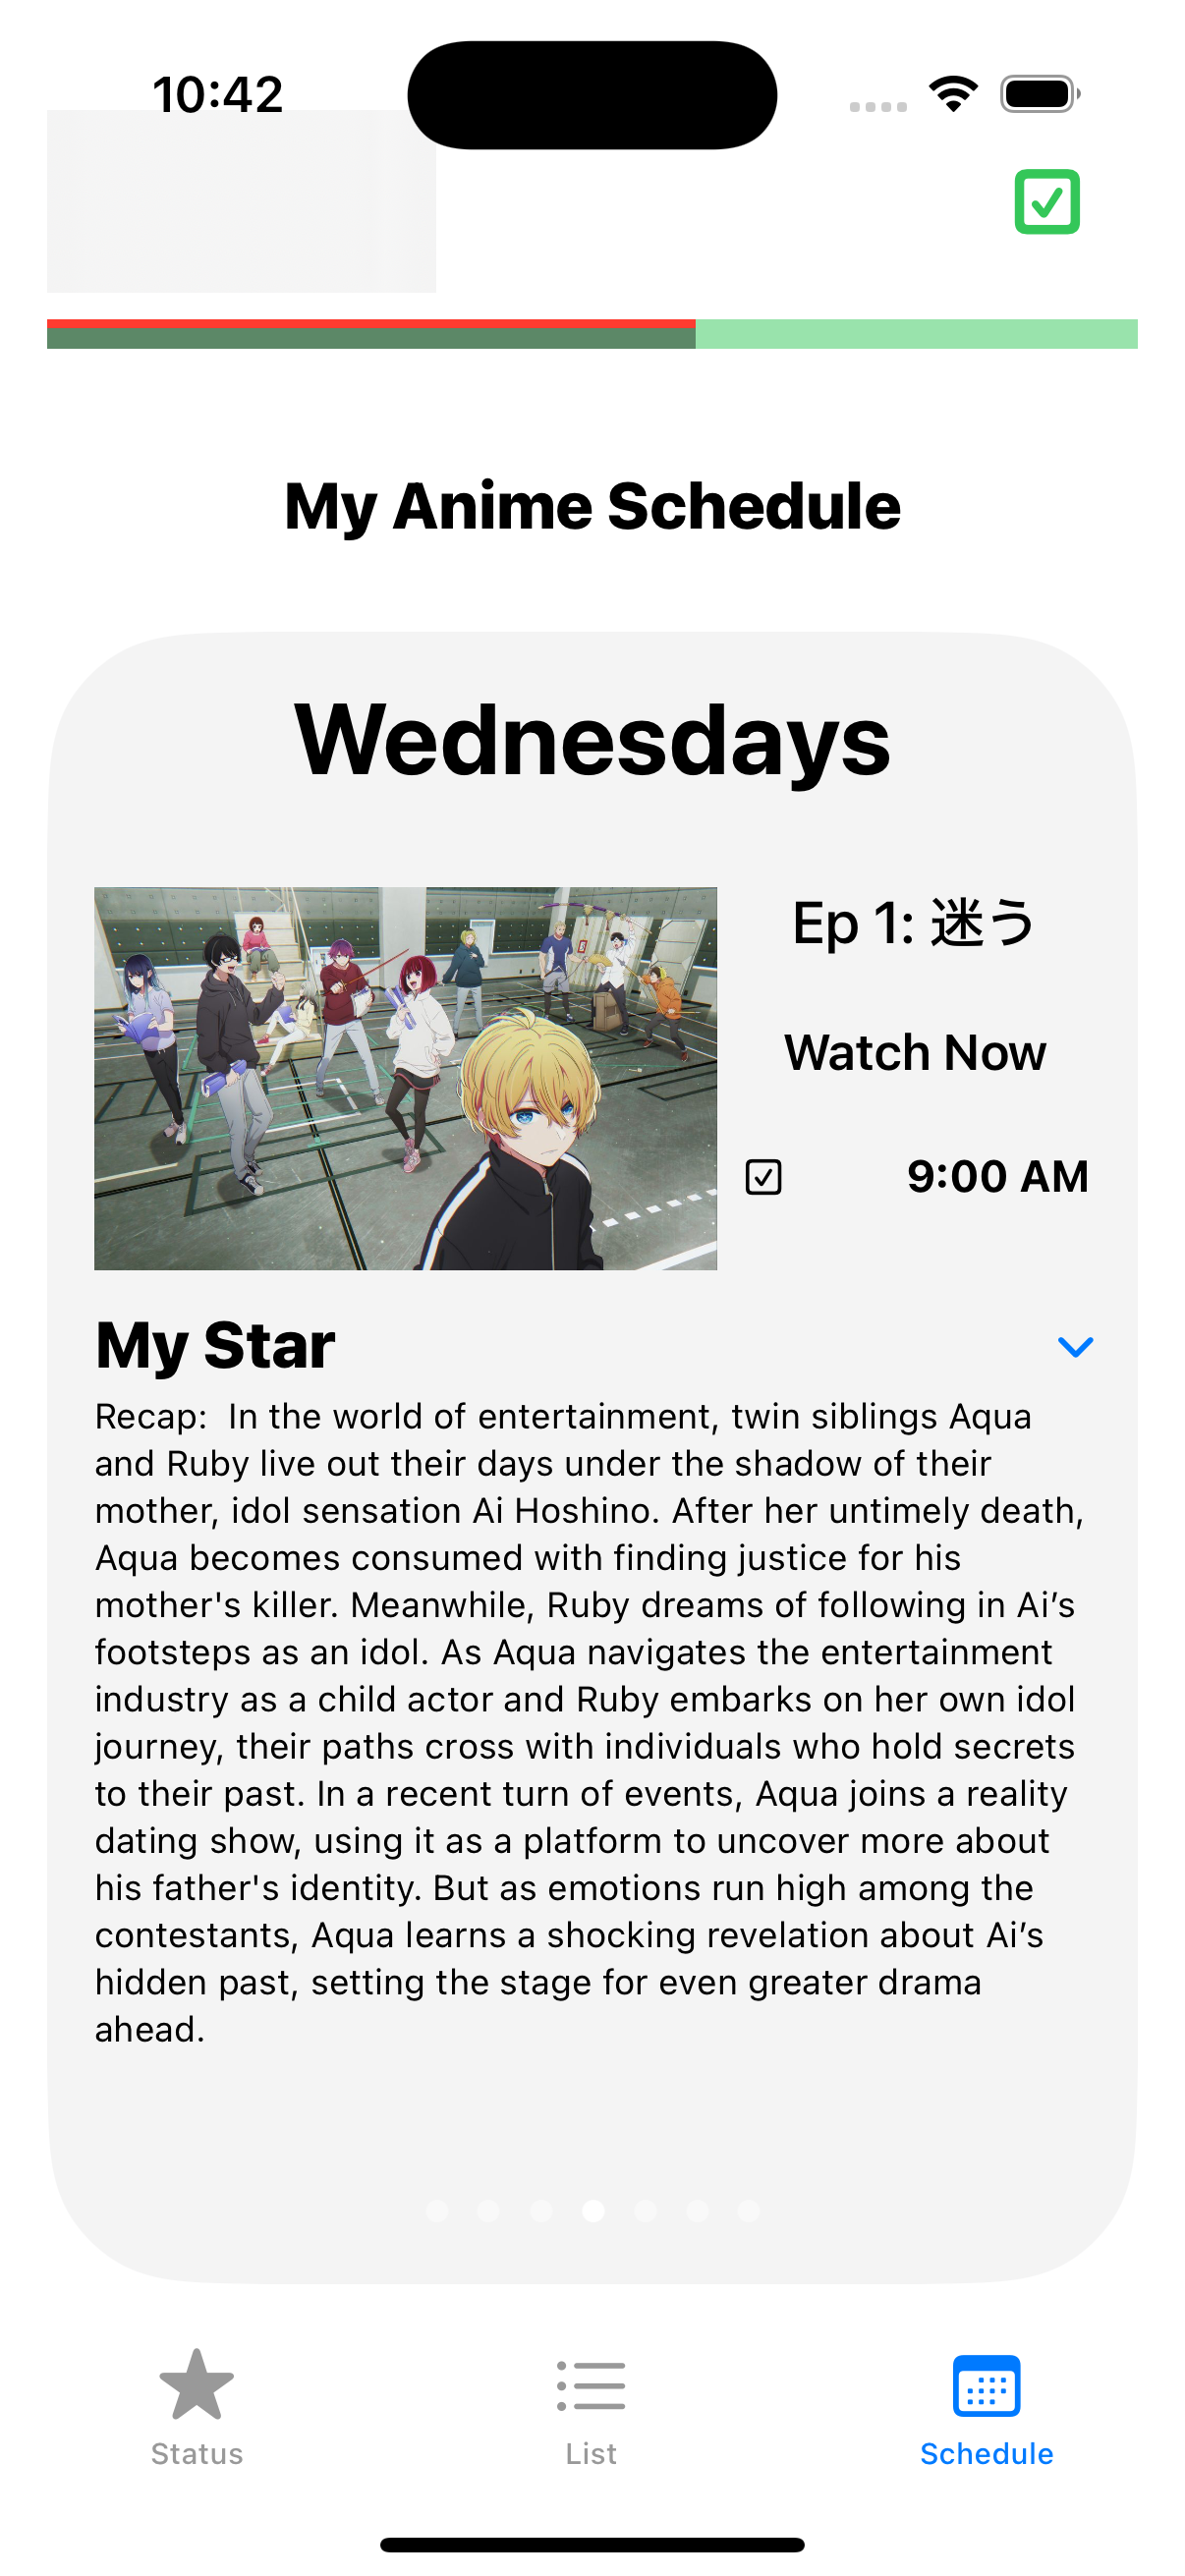 10:42
My Anime Schedule
Wednesdays
Ep 1: 迷う
Watch Now
9:00 AM
My Star
Recap:  In the world of entertainment, twin siblings Aqua
and Ruby live out their days under the shadow of their
mother, idol sensation Ai Hoshino. After her untimely death,
Aqua becomes consumed with finding justice for his
mother's killer. Meanwhile, Ruby dreams of following in Ai’s
footsteps as an idol. As Aqua navigates the entertainment
industry as a child actor and Ruby embarks on her own idol
journey, their paths cross with individuals who hold secrets
to their past. In a recent turn of events, Aqua joins a reality
dating show, using it as a platform to uncover more about
his father's identity. But as emotions run high among the
contestants, Aqua learns a shocking revelation about Ai’s
hidden past, setting the stage for even greater drama
ahead.
Status
List
Schedule